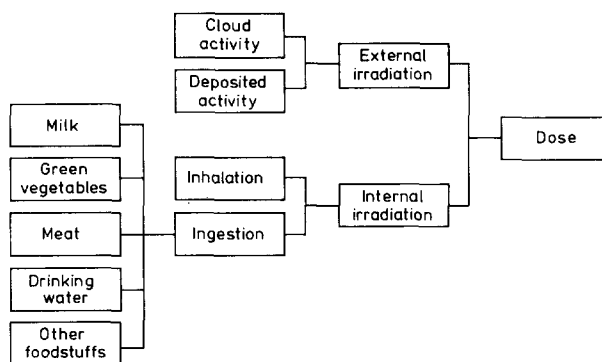 Cloud
activity
Deposited
activity
External
irradiation
Dose
Milk
Green
vegetables
Meat
Drinking
water
Other
foodstuffs
Inhalation
Ingestion
Internal
irradiation